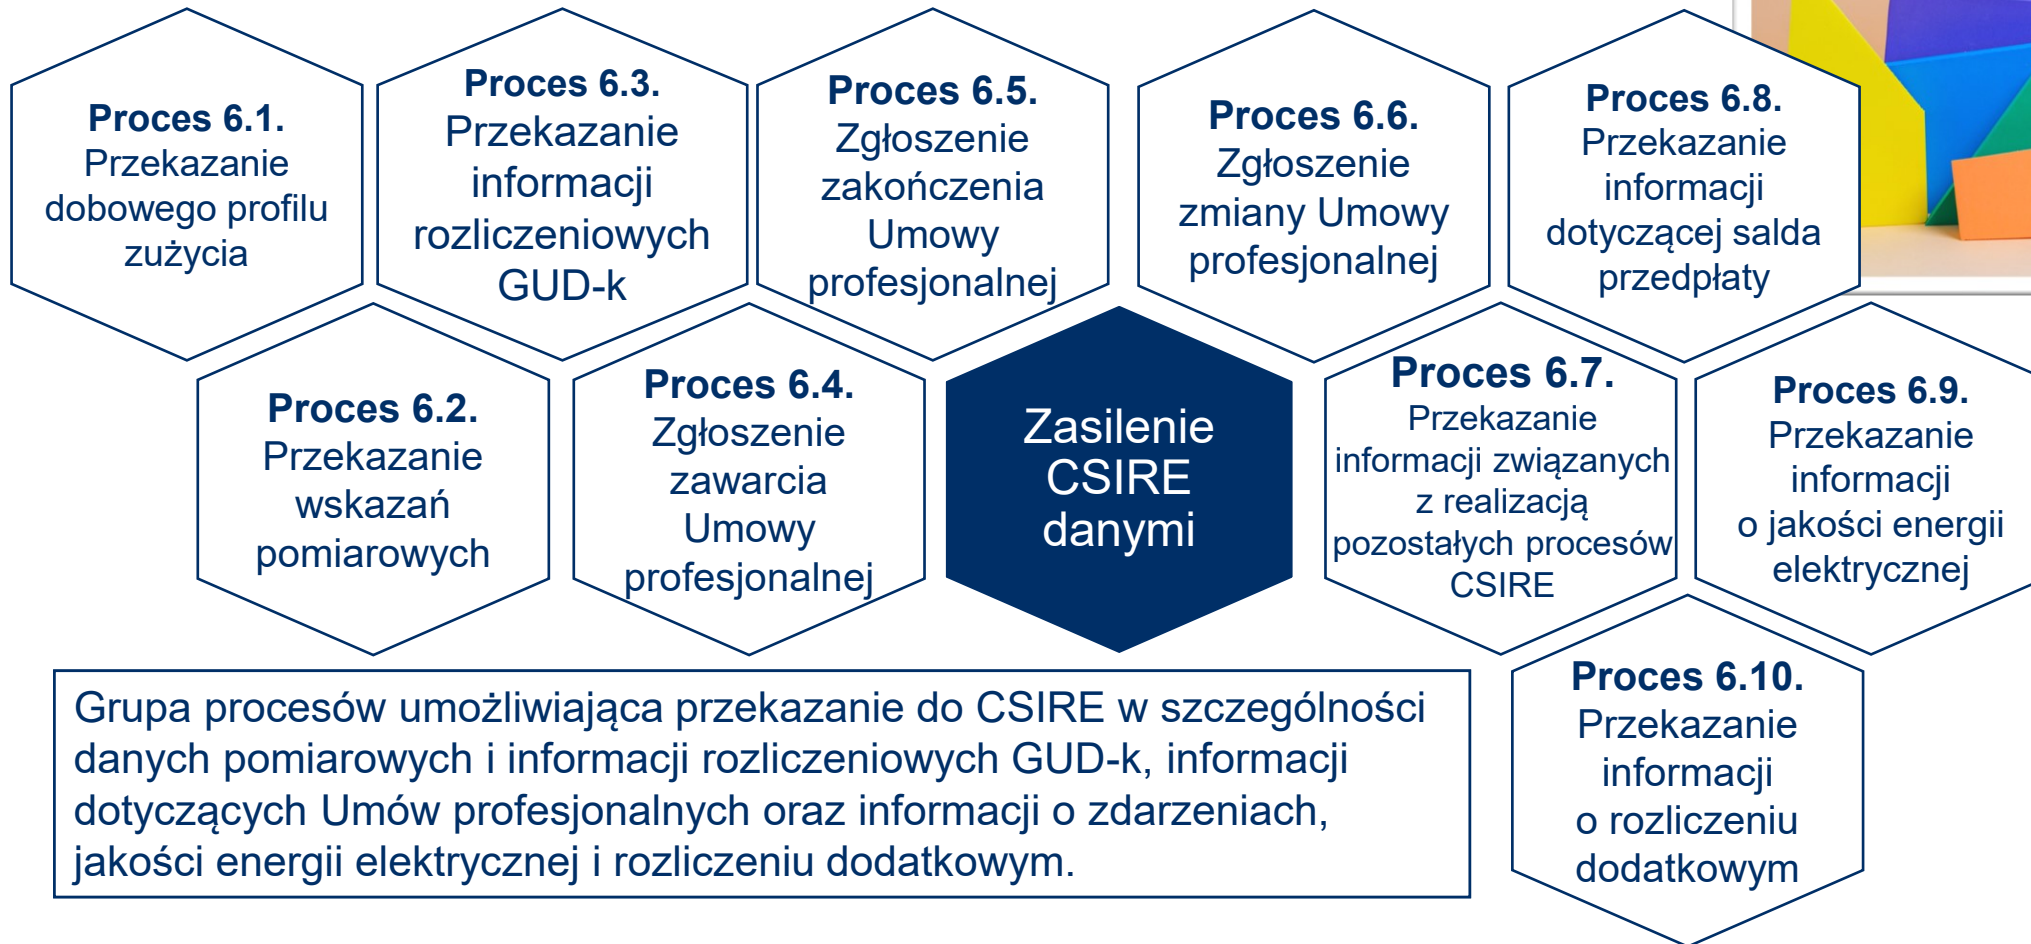 Proces 6.1.
Przekazanie
dobowego profilu
zużycia
Proces 6.3.
Przekazanie
informacji
rozliczeniowych
GUD-k
Proces 6.5.
Zgłoszenie
zakończenia
Umowy
profesjonalnej
Proces 6.6.
Zgłoszenie
zmiany Umowy
profesjonalnej
Proces 6.8.
Przekazanie
informacji
dotyczącej salda
przedpłaty
Proces 6.2.
Przekazanie
wskazań
pomiarowych
Proces 6.4.
Zgłoszenie
zawarcia
Umowy
profesjonalnej
Zasilenie
CSIRE
danymi
Proces 6.7.
Przekazanie
informacji związanych
z realizacją
pozostałych procesów
CSIRE
Proces 6.9.
Przekazanie
informacji
o jakości energii
elektrycznej
Proces 6.10.
Przekazanie
informacji
o rozliczeniu
dodatkowym
Grupa procesów umożliwiająca przekazanie do CSIRE w szczególności
danych pomiarowych i informacji rozliczeniowych GUD-k, informacji
dotyczących Umów profesjonalnych oraz informacji o zdarzeniach,
jakości energii elektrycznej i rozliczeniu dodatkowym.